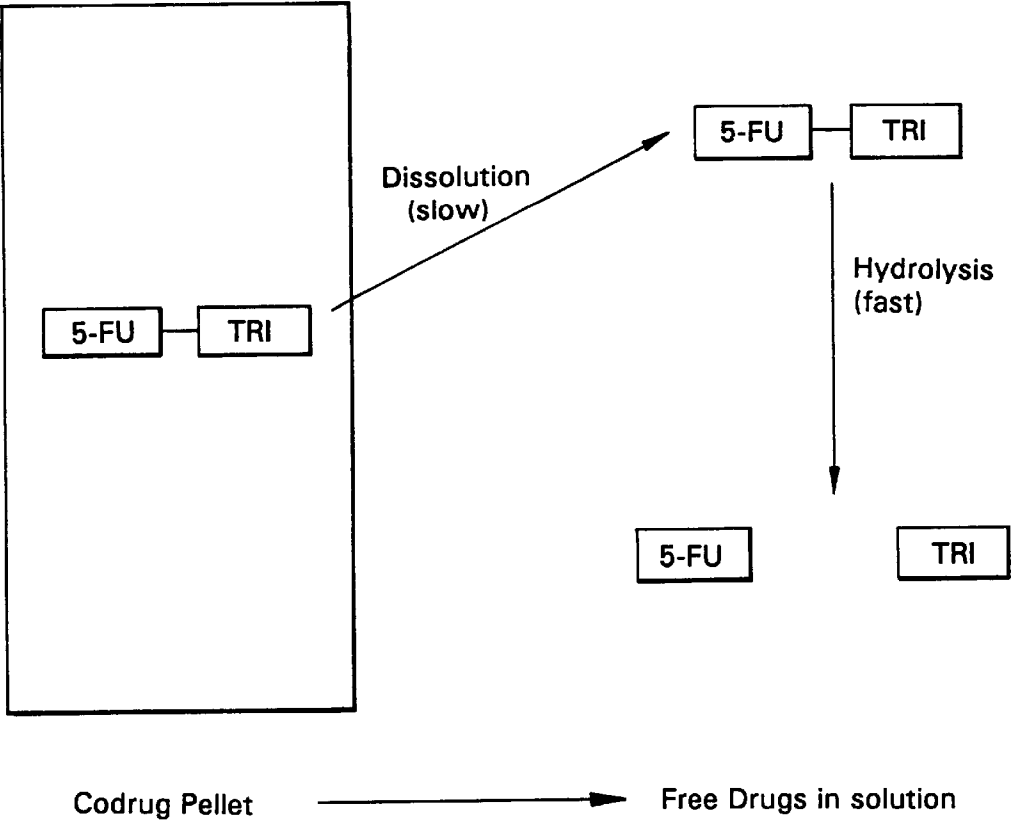 5-FU
TRI
Dissolution
(slow)
5-FU
TRI
Hydrolysis
(fast)
5-FU
TRI
Codrug Pellet
Free Drugs in solution